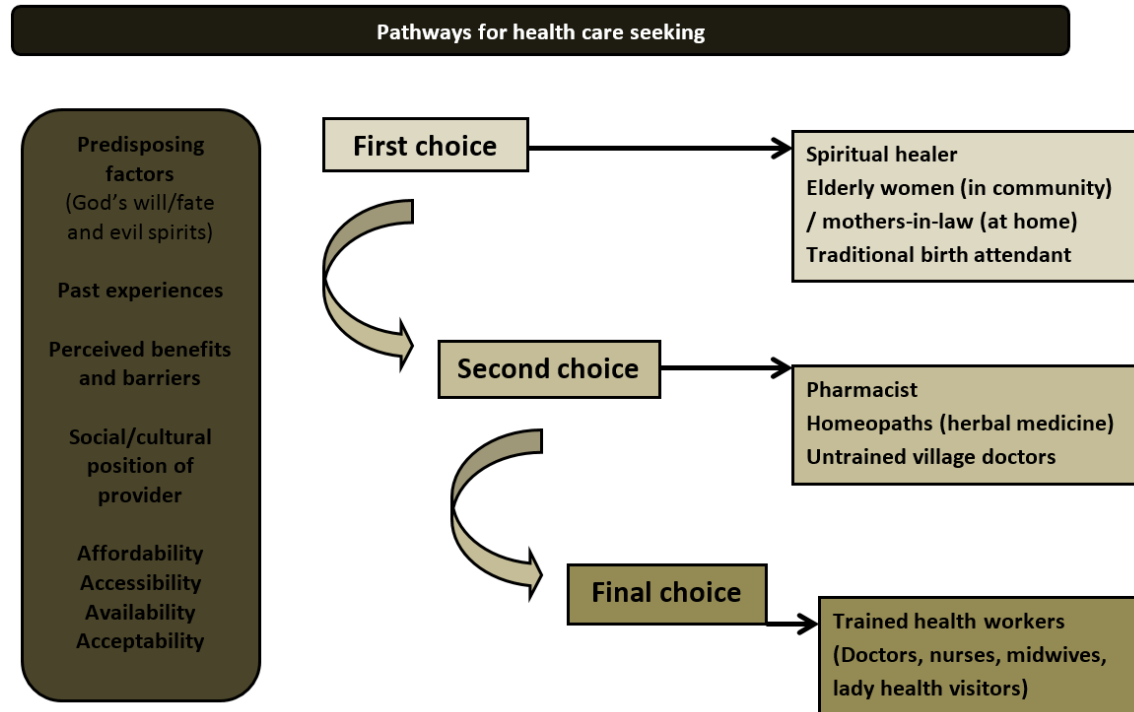 Pathways for health care seeking
Predisposing
factors
(God's will/fate
and evil spirits)
Past experiences
Perceived benefits
and barriers
Social/cultural
position of
provider
Affordability
Accessibility
Availability
Acceptability
First choice
Spiritual healer
Elderly women (in community)
/ mothers-in-law (at home)
Traditional birth attendant
Second choice
Pharmacist
Homeopaths (herbal medicine)
Untrained village doctors
Final choice
Trained health workers
(Doctors, nurses, midwives,
lady health visitors)